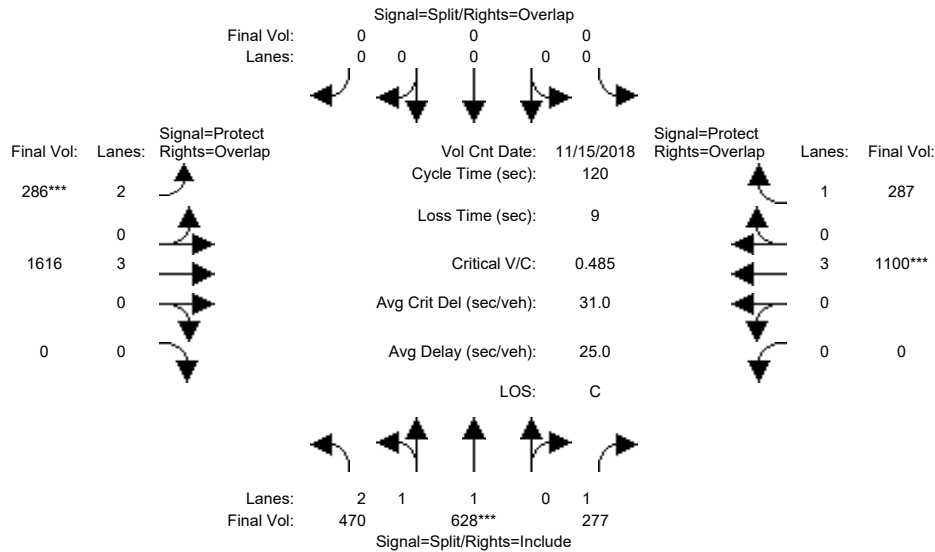 Signal=Split/Rights=Overlap
Final Vol: 0 0 0
Lanes: 0 0 0 0 0
Signal=Protect Signal=Protect
Final Vol: Lanes: Rights=Overlap Vol Cnt Date: 11/15/2018 Rights=Overlap Lanes: Final Vol:
Cycle Time (sec): 120
286*** 2 1 287
Loss Time (sec): 9
0 0
1616 3 Critical V/C: 0.485 3 1100***
0 Avg Crit Del (sec/veh): 31.0 0
0 0 Avg Delay (sec/veh): 25.0 0 0
LOS: C
Lanes: 2 1 1 0 1
Final Vol: 470 628*** 277
Signal=Split/Rights=Include